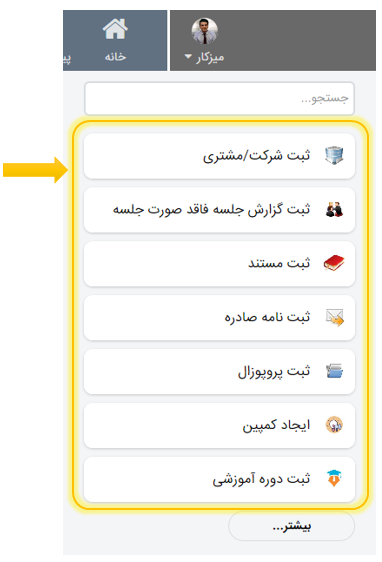 میزکار
خانه
پی
جستجو...
ثبت شرکت/مشتری
ثبت گزارش جلسه فاقد صورت جلسه
ثبت مستند
ثبت نامه صادره
ثبت پروپوزال
ایجاد کمپین
ثبت دوره آموزشی
بیشتر...